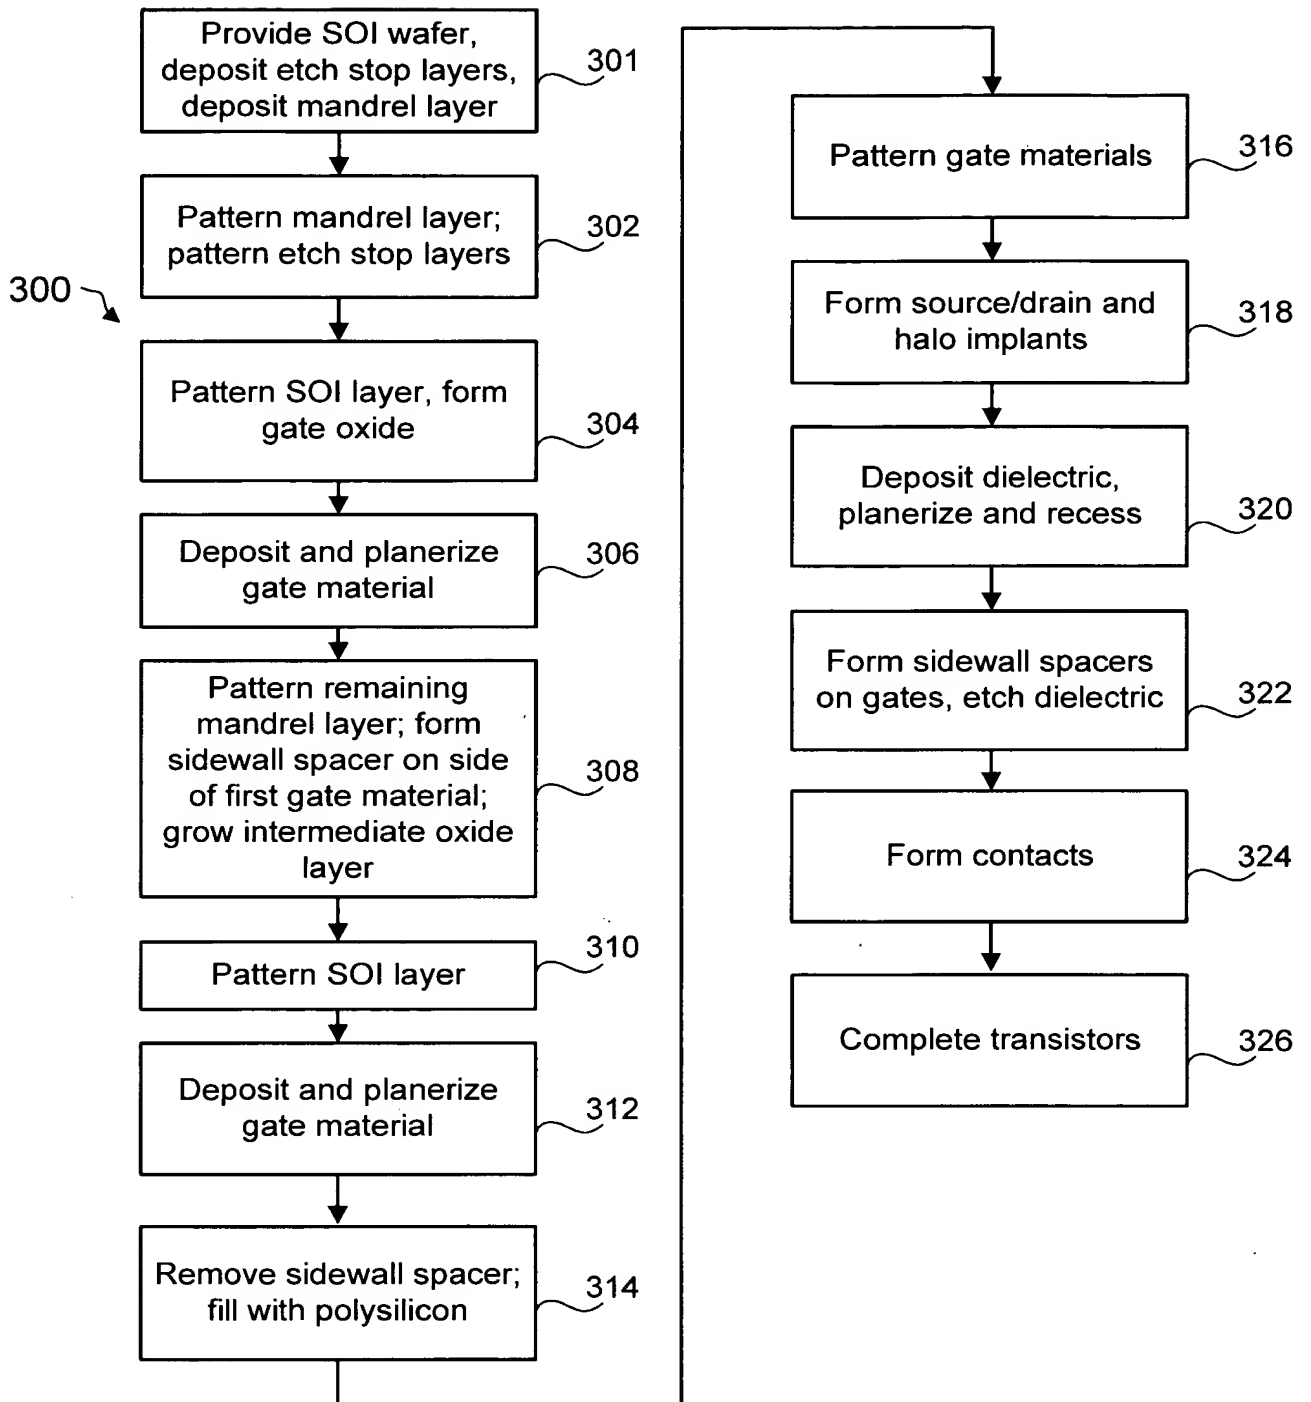 Provide SOI wafer,
deposit etch stop layers,
deposit mandrel layer
301
Pattern mandrel layer;
pattern etch stop layers
302
300
Pattern SOI layer, form
gate oxide
304
Deposit and planerize
gate material
306
Pattern remaining
mandrel layer; form
sidewall spacer on side
of first gate material;
grow intermediate oxide
layer
308
Pattern SOI layer
310
Deposit and planerize
gate material
312
Remove sidewall spacer;
fill with polysilicon
314
Pattern gate materials
316
Form source/drain and
halo implants
318
Deposit dielectric,
planerize and recess
320
Form sidewall spacers
on gates, etch dielectric
322
Form contacts
324
Complete transistors
326